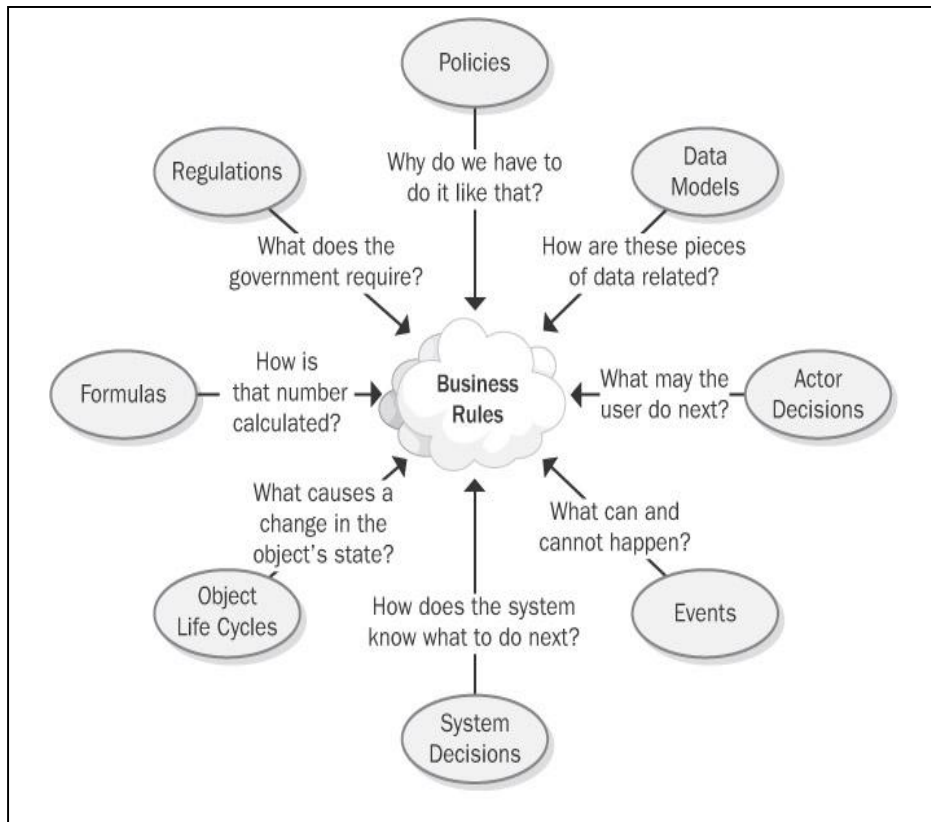 Policies
Why do we have to
do it like that?
Regulations
What does the
government require?
Data
Models
How are these pieces
of data related?
Formulas
How is
that number
calculated?
Business
Rules
What may the
user do next?
Actor
Decisions
What causes a
change in the
object's state?
Object
Life Cycles
What can and
cannot happen?
Events
How does the system
know what to do next?
System
Decisions